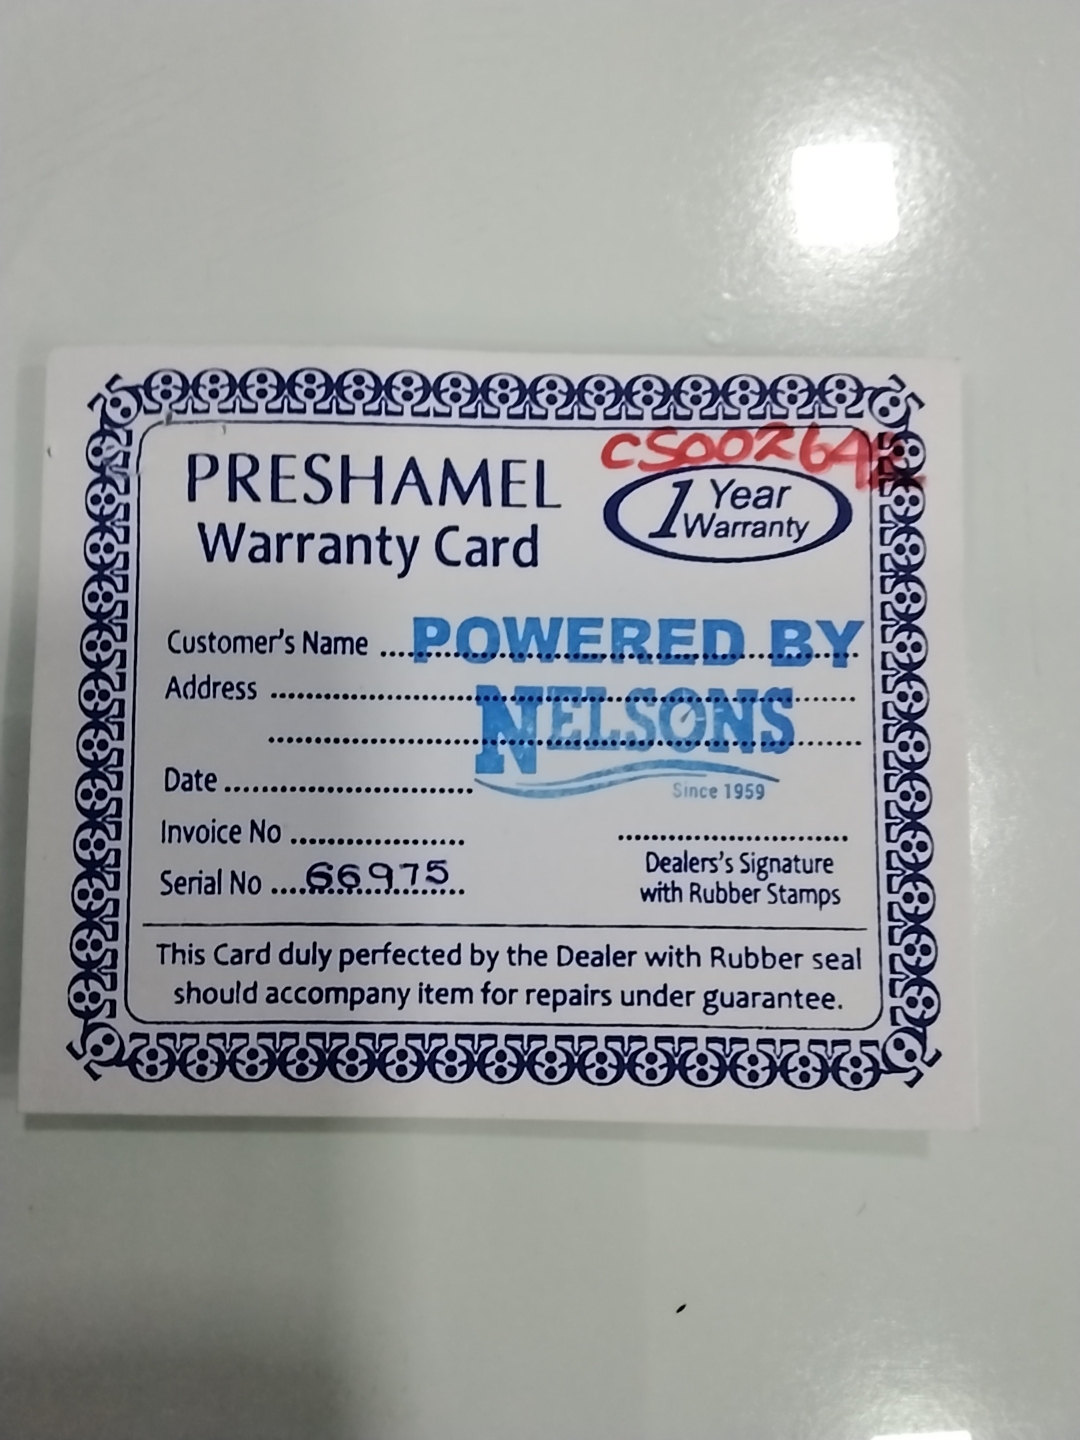 PRESHAMEL
Warranty Card
1 Year
Warranty
Customer's Name ..... POWERED BY
Address .....
NELSONS
Since 1959
Date .....
Invoice No .....
Serial No .... 66975
Dealers's Signature
with Rubber Stamps
This Card duly perfected by the Dealer with Rubber seal
should accompany item for repairs under guarantee.